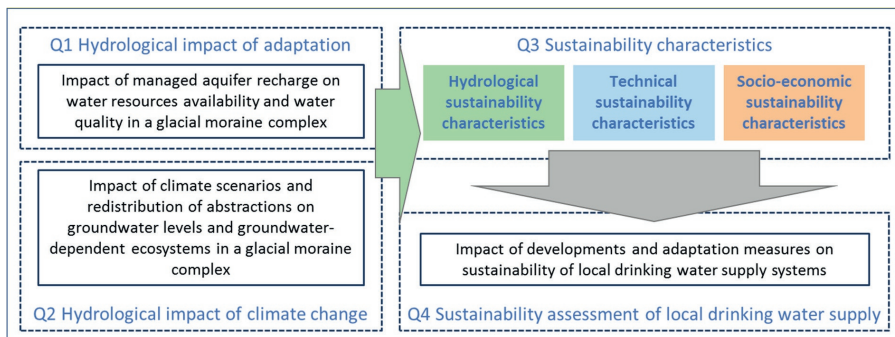 Q1 Hydrological impact of adaptation
Impact of managed aquifer recharge on
water resources availability and water
quality in a glacial moraine complex
Impact of climate scenarios and
redistribution of abstractions on
groundwater levels and groundwater-
dependent ecosystems in a glacial moraine
complex
Q2 Hydrological impact of climate change
Q3 Sustainability characteristics
Hydrological
sustainability
characteristics
Technical
sustainability
characteristics
Socio-economic
sustainability
characteristics
Impact of developments and adaptation measures on
sustainability of local drinking water supply systems
Q4 Sustainability assessment of local drinking water supply